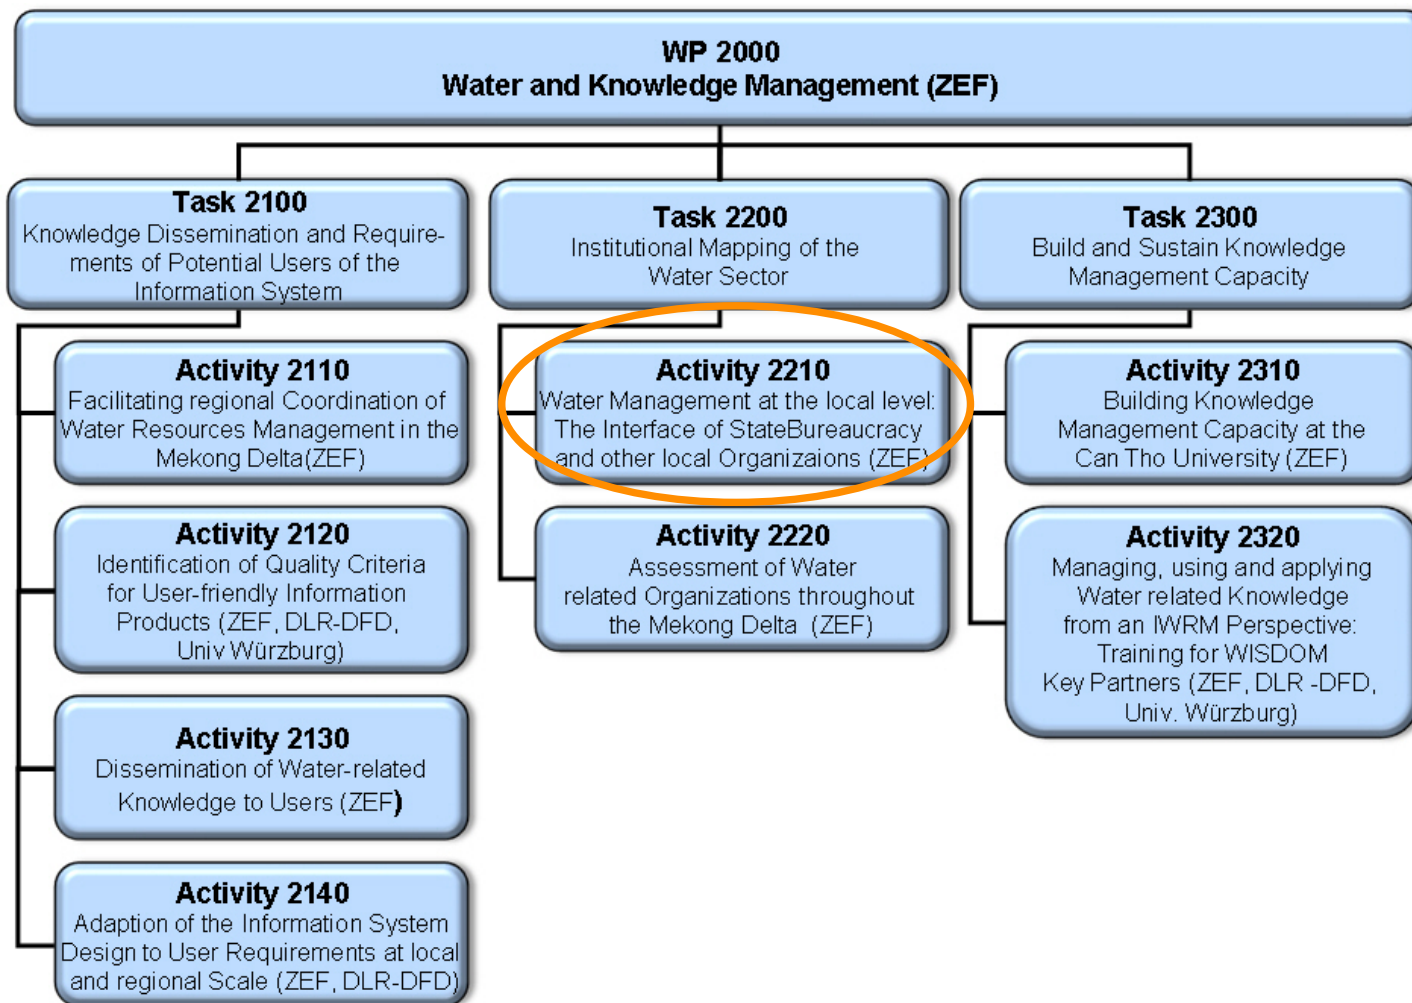 WP 2000
Water and Knowledge Management (ZEF)
Task 2100
Knowledge Dissemination and Require-
ments of Potential Users of the
Information System
Activity 2110
Facilitating regional Coordination of
Water Resources Management in the
Mekong Delta(ZEF)
Activity 2120
Identification of Quality Criteria
for User-friendly Information
Products (ZEF, DLR-DFD,
Univ Würzburg)
Activity 2130
Dissemination of Water-related
Knowledge to Users (ZEF)
Activity 2140
Adaption of the Information System
Design to User Requirements at local
and regional Scale (ZEF, DLR-DFD)
Task 2200
Institutional Mapping of the
Water Sector
Activity 2210
Water Management at the local level:
The Interface of StateBureaucracy
and other local Organizaions (ZEF)
Activity 2220
Assessment of Water
related Organizations throughout
the Mekong Delta (ZEF)
Task 2300
Build and Sustain Knowledge
Management Capacity
Activity 2310
Building Knowledge
Management Capacity at the
Can Tho University (ZEF)
Activity 2320
Managing, using and applying
Water related Knowledge
from an IWRM Perspective:
Training for WISDOM
Key Partners (ZEF, DLR -DFD,
Univ. Würzburg)